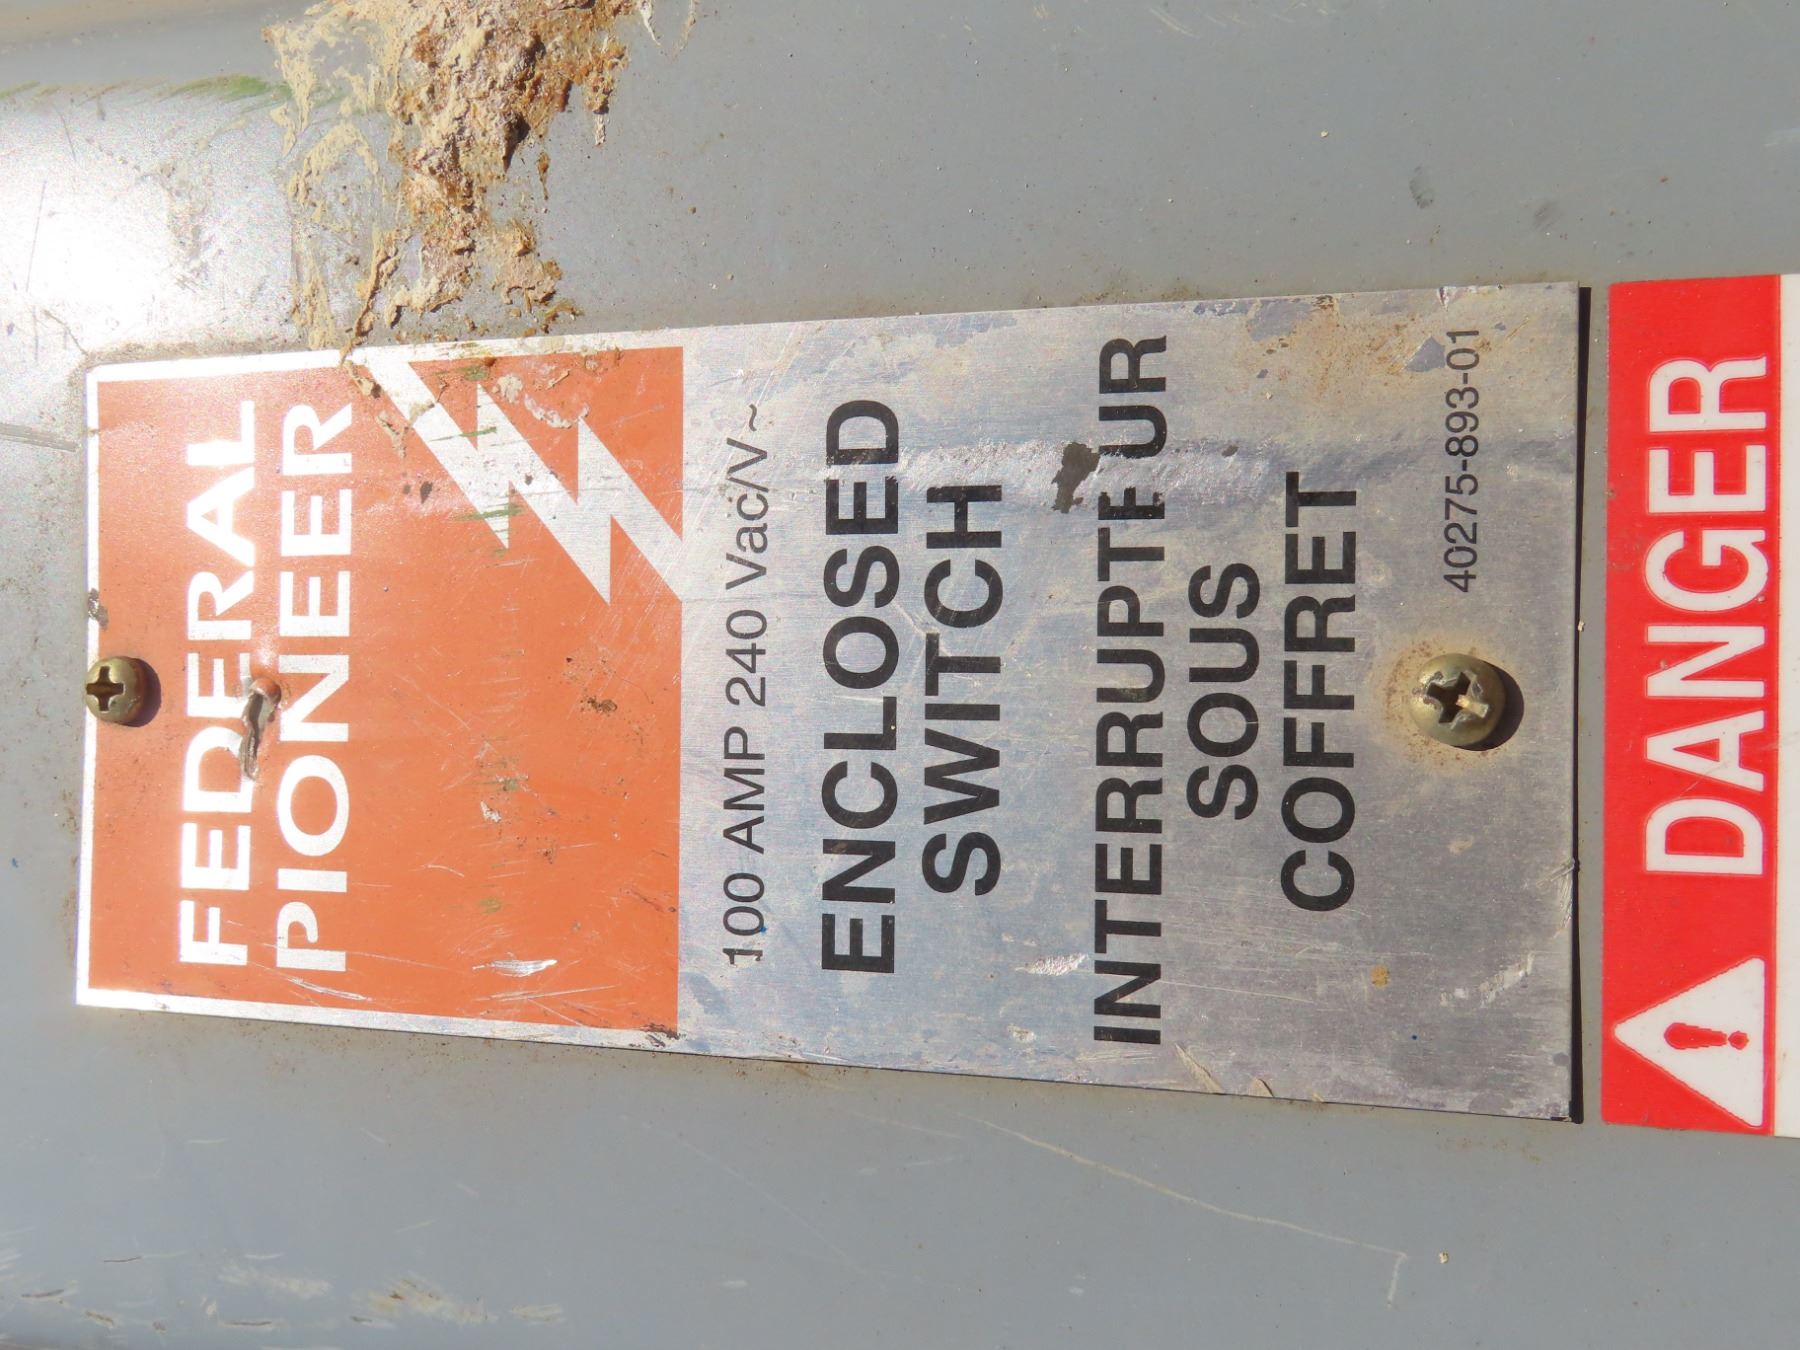 FEDERAL
PIONEER
100 AMP 240 Vac/V ~
ENCLOSED
SWITCH
INTERRUPTEUR
SOUS
COFFRET
40275-893-01
DANGER